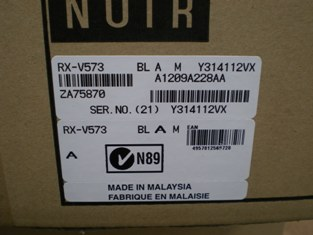 NOIR
RX-V573 BL A M Y314112VX
A1209A228AA
ZA75870
SER.NO.(21) Y314112VX
RX-V573 BL A M EAN
A N89
MADE IN MALAYSIA
FABRIQUE EN MALAISIE